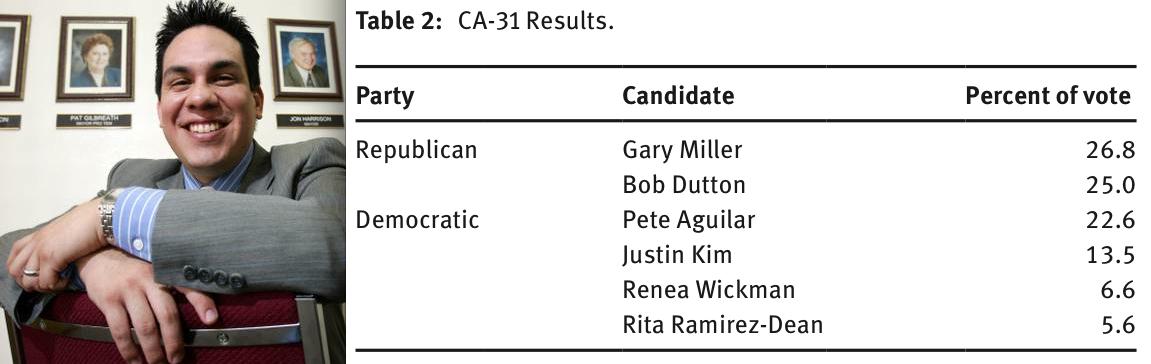 PAT GILBREATH
MAYOR PRO TEM
JON HARRISON
MAYOR
Table 2: CA-31 Results.
Party Candidate Percent of vote
Republican Gary Miller 26.8
Bob Dutton 25.0
Democratic Pete Aguilar 22.6
Justin Kim 13.5
Renea Wickman 6.6
Rita Ramirez-Dean 5.6